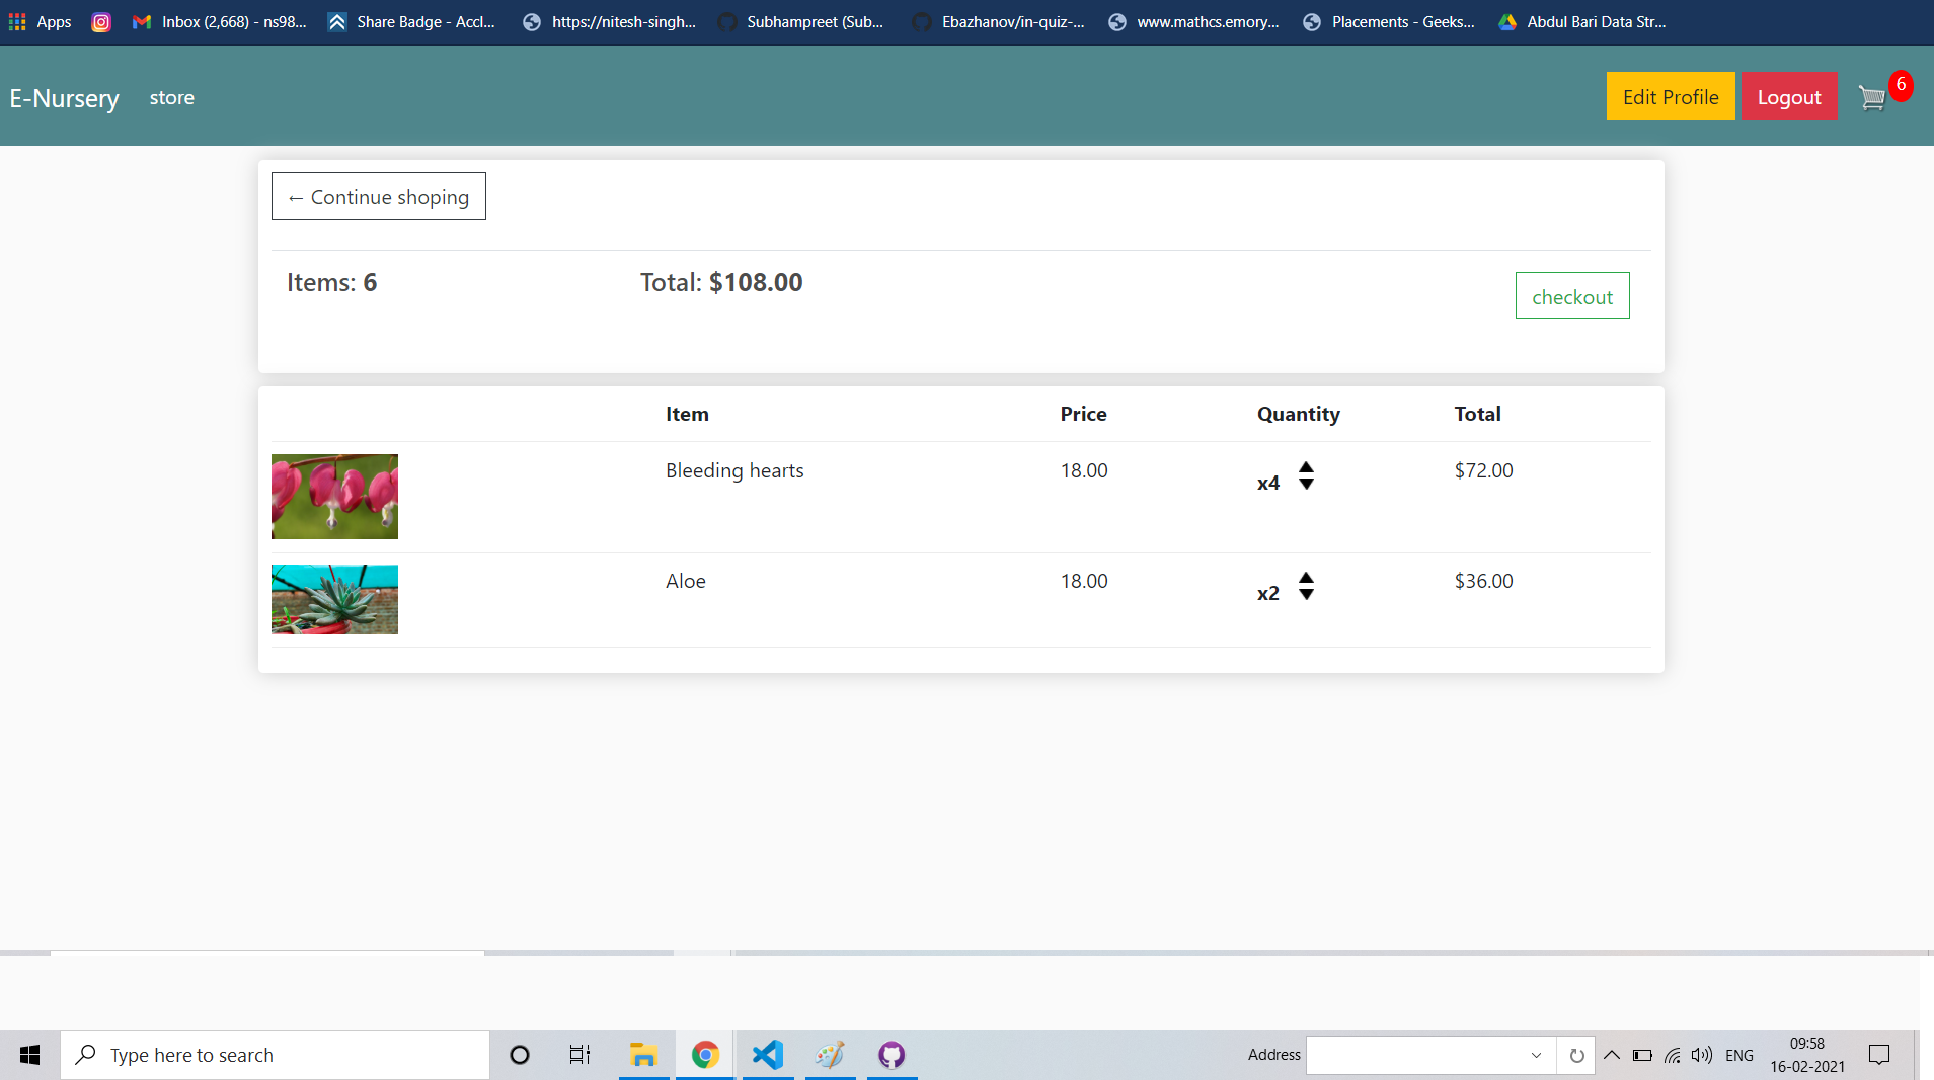 Apps Inbox (2,668) - ns98... Share Badge - Accl... https://nitesh-singh... Subhampreet (Sub... Ebazhanov/in-quiz-... www.mathcs.emory... Placements - Geeks... Abdul Bari Data Str...
E-Nursery store Edit Profile Logout 6
← Continue shoping
Items: 6 Total: $108.00 checkout
Item Price Quantity Total
Bleeding hearts 18.00 x4 $72.00
Aloe 18.00 x2 $36.00
Type here to search Address ENG 09:58
16-02-2021